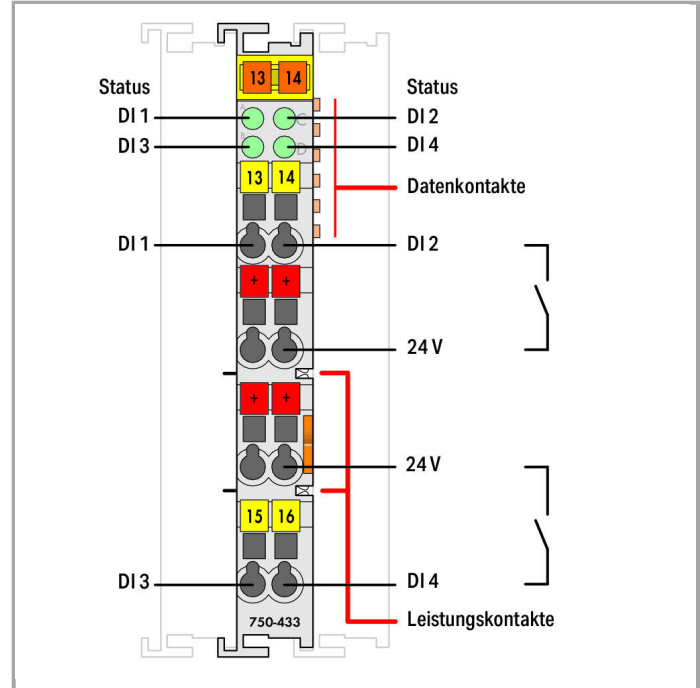 13 14
Status Status
DI 1 DI 2
DI 3 DI 4
A C
B D
13 14
Datenkontakte
DI 1 DI 2
+ +
24 V
+ +
24 V
15 16
DI 3 DI 4
750-433
Leistungskontakte